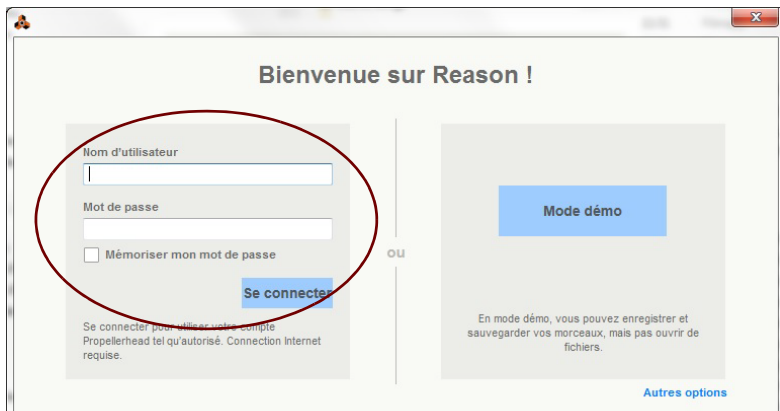 Bienvenue sur Reason !
Nom d'utilisateur
Mot de passe
Mémoriser mon mot de passe
Se connecter
Se connecter pour utiliser votre compte
Propellerhead tel qu'autorisé. Connection Internet
requise.
ou
Mode démo
En mode démo, vous pouvez enregistrer et
sauvegarder vos morceaux, mais pas ouvrir de
fichiers.
Autres options